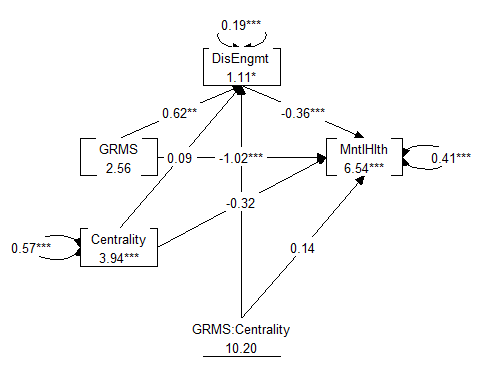 0.19***
DisEngmt
1.11*
0.62**
-0.36***
GRMS
2.56
0.09
-1.02***
MntlHlth
6.54***
0.41***
-0.32
0.57***
Centrality
3.94***
0.14
GRMS:Centrality
10.20